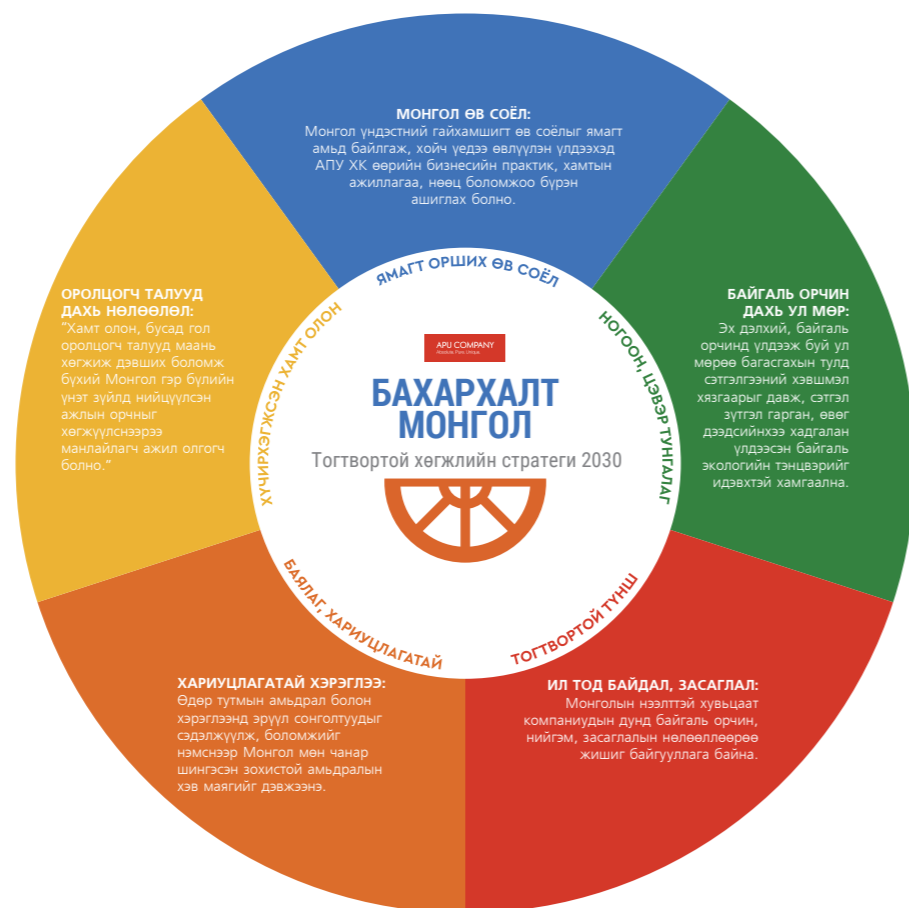 МОНГОЛ ӨВ СОЁЛ:
Монгол үндэстний гайхамшигт өв соёлыг ямагт
амьд байлгаж, хойч үедээ өвлүүлэн үлдээхэд
АПУ ХК өөрийн бизнесийн практик, хамтын
ажиллагаа, нөөц боломжоо бүрэн
ашиглах болно.
ЯМАГТ ОРШИХ ӨВ СОЁЛ
ОРОЛЦОГЧ ТАЛУУД
ДАХЬ НӨЛӨӨЛӨЛ:
“Хамт олон, бусад гол
оролцогч талууд маань
хөгжиж дэвших боломж
бүхий Монгол гэр бүлийн
үнэт зүйлд нийцүүлсэн
ажлын орчныг
хөгжүүлснээрээ
манлайлагч ажил олгогч
болно.”
ХҮЧИРХЭГЖСЭН ХАМТ ОЛОН
APU COMPANY
Absolute Pure Unique
БАХАРХАЛТ
МОНГОЛ
Тогтвортой хөгжлийн стратеги 2030
НОГООН, ЦЭВЭР ТУНГАЛАГ
БАЙГАЛЬ ОРЧИН
ДАХЬ УЛ МӨР:
Эх дэлхий, байгаль
орчинд үлдээж буй ул
мөрөө багасгахын тулд
сэтгэлгээний хэвшмэл
хязгаарыг давж, сэтгэл
зүтгэл гарган, өвөг
дээдсийнхээ хадгалан
үлдээсэн байгаль
экологийн тэнцвэрийг
идэвхтэй хамгаална.
БАЯЛАГ, ХАРИУЦЛАГАТАЙ
ТОГТВОРТОЙ ТҮНШ
ХАРИУЦЛАГАТАЙ ХЭРЭГЛЭЭ:
Өдөр тутмын амьдрал болон
хэрэглээнд эрүүл сонголтуудыг
сэдэлжүүлж, боломжийг
нэмснээр Монгол мөн чанар
шингэсэн зохистой амьдралын
хэв маягийг дэвжээнэ.
ИЛ ТОД БАЙДАЛ, ЗАСАГЛАЛ:
Монголын нээлттэй хувьцаат
компаниудын дунд байгаль орчин,
нийгэм, засаглалын нөлөөллөөрөө
жишиг байгууллага байна.